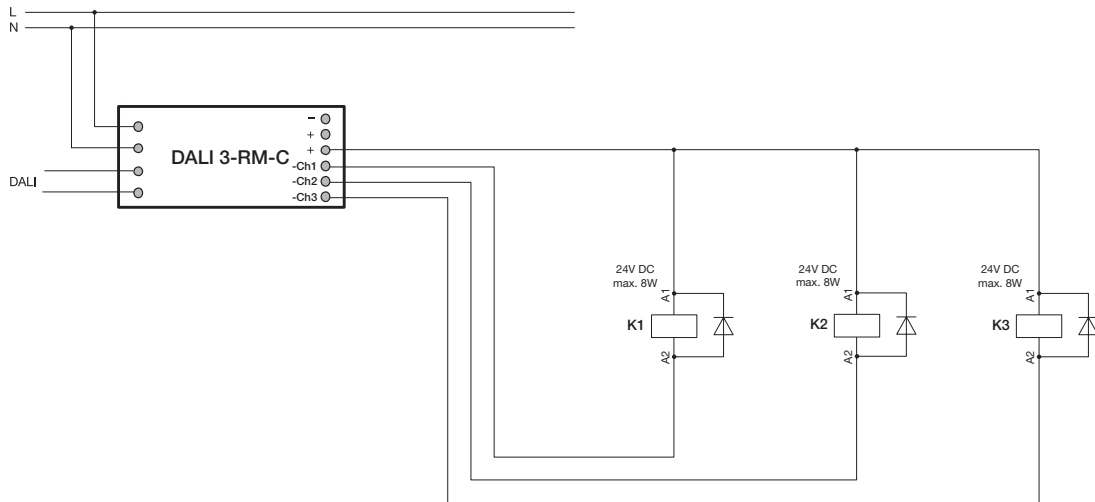 L
N
DALI
DALI 3-RM-C
–
+
+
-Ch1
-Ch2
-Ch3
24V DC
max. 8W
A1
K1
A2
24V DC
max. 8W
A1
K2
A2
24V DC
max. 8W
A1
K3
A2